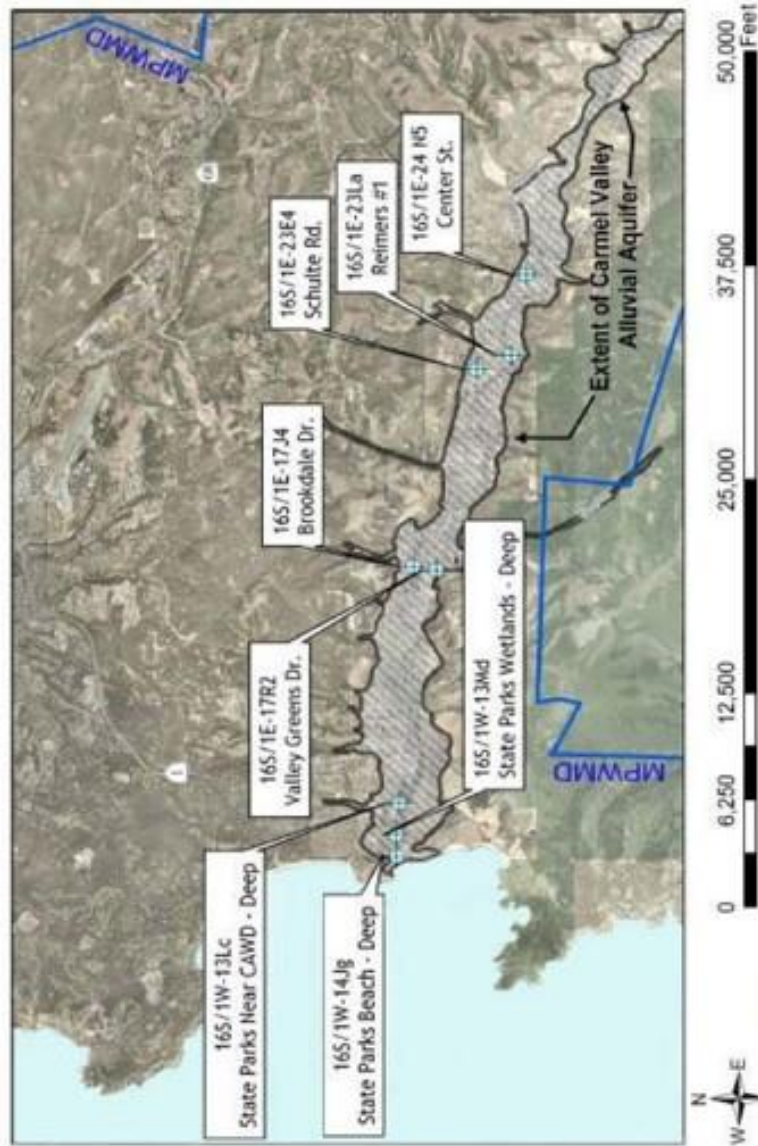 MPWMD
68
1
16S/1E-23E4
Schulte Rd.
16S/1E-23La
Reimers #1
16S/1E-24 N5
Center St.
16S/1E-17J4
Brookdale Dr.
16S/1E-17R2
Valley Greens Dr.
16S/1W-13Lc
State Parks Near CAWD - Deep
16S/1W-14Jg
State Parks Beach - Deep
16S/1W-13Md
State Parks Wetlands - Deep
Extent of Carmel Valley
Alluvial Aquifer
MPWMD
N
W E
0 6,250 12,500 25,000 37,500 50,000
Feet